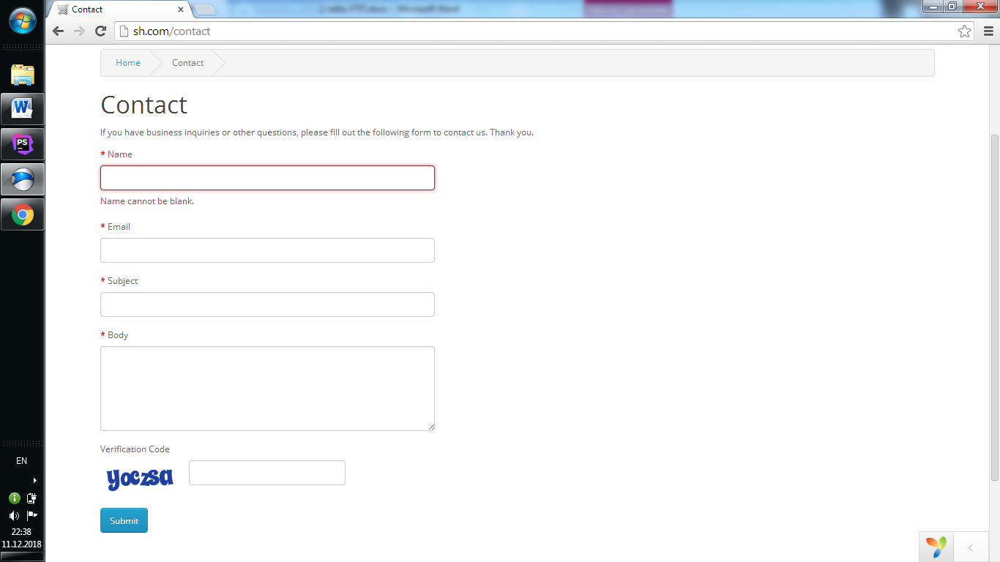 Contact
sh.com/contact
Home
Contact
Contact
If you have business inquiries or other questions, please fill out the following form to contact us. Thank you.
* Name
Name cannot be blank.
* Email
* Subject
* Body
Verification Code
yoczsa
Submit
W
PS
EN
22:38
11.12.2018